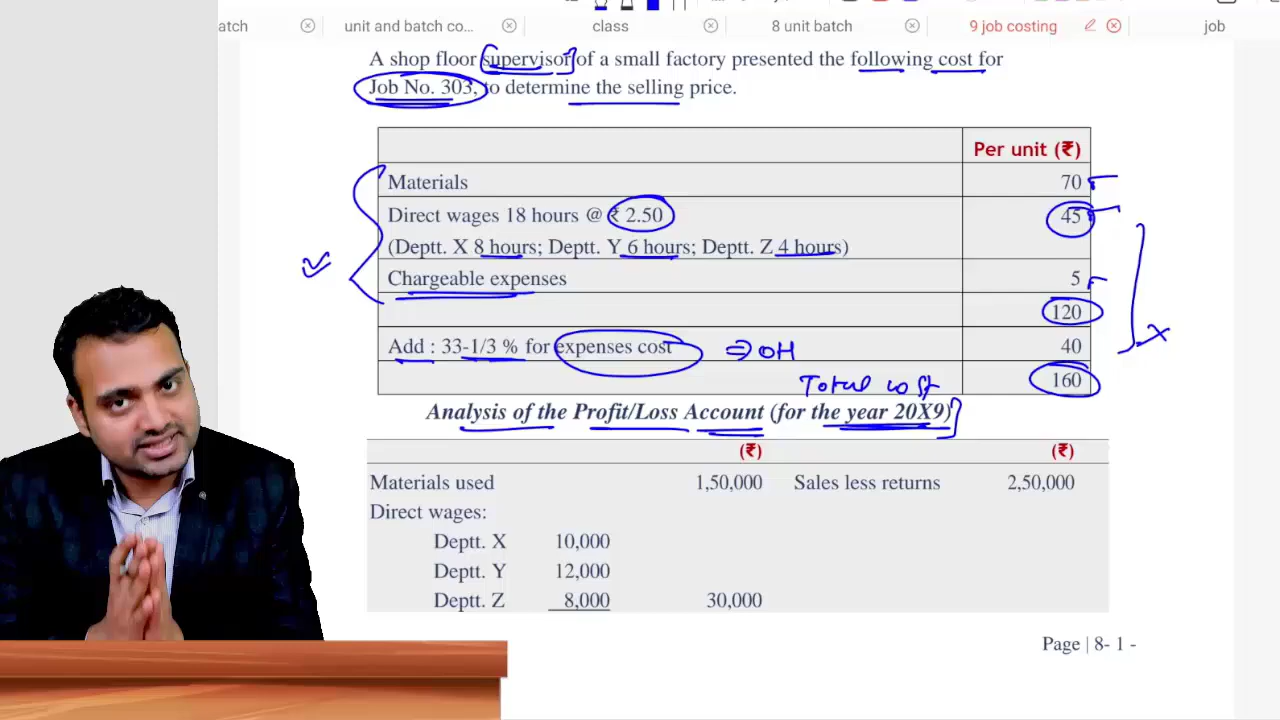 atch
unit and batch co...
class
8 unit batch
9 job costing
job
A shop floor supervisor of a small factory presented the following cost for
Job No. 303, to determine the selling price.
Per unit (₹)
Materials 70
Direct wages 18 hours @ ₹ 2.50 45
(Deptt. X 8 hours; Deptt. Y 6 hours; Deptt. Z 4 hours)
Chargeable expenses 5
120
Add : 33-1/3 % for expenses cost ⇒ OH 40
Total cost 160
X
Analysis of the Profit/Loss Account (for the year 20X9)
(₹) (₹)
Materials used 1,50,000 Sales less returns 2,50,000
Direct wages:
Deptt. X 10,000
Deptt. Y 12,000
Deptt. Z 8,000 30,000
Page | 8- 1 -